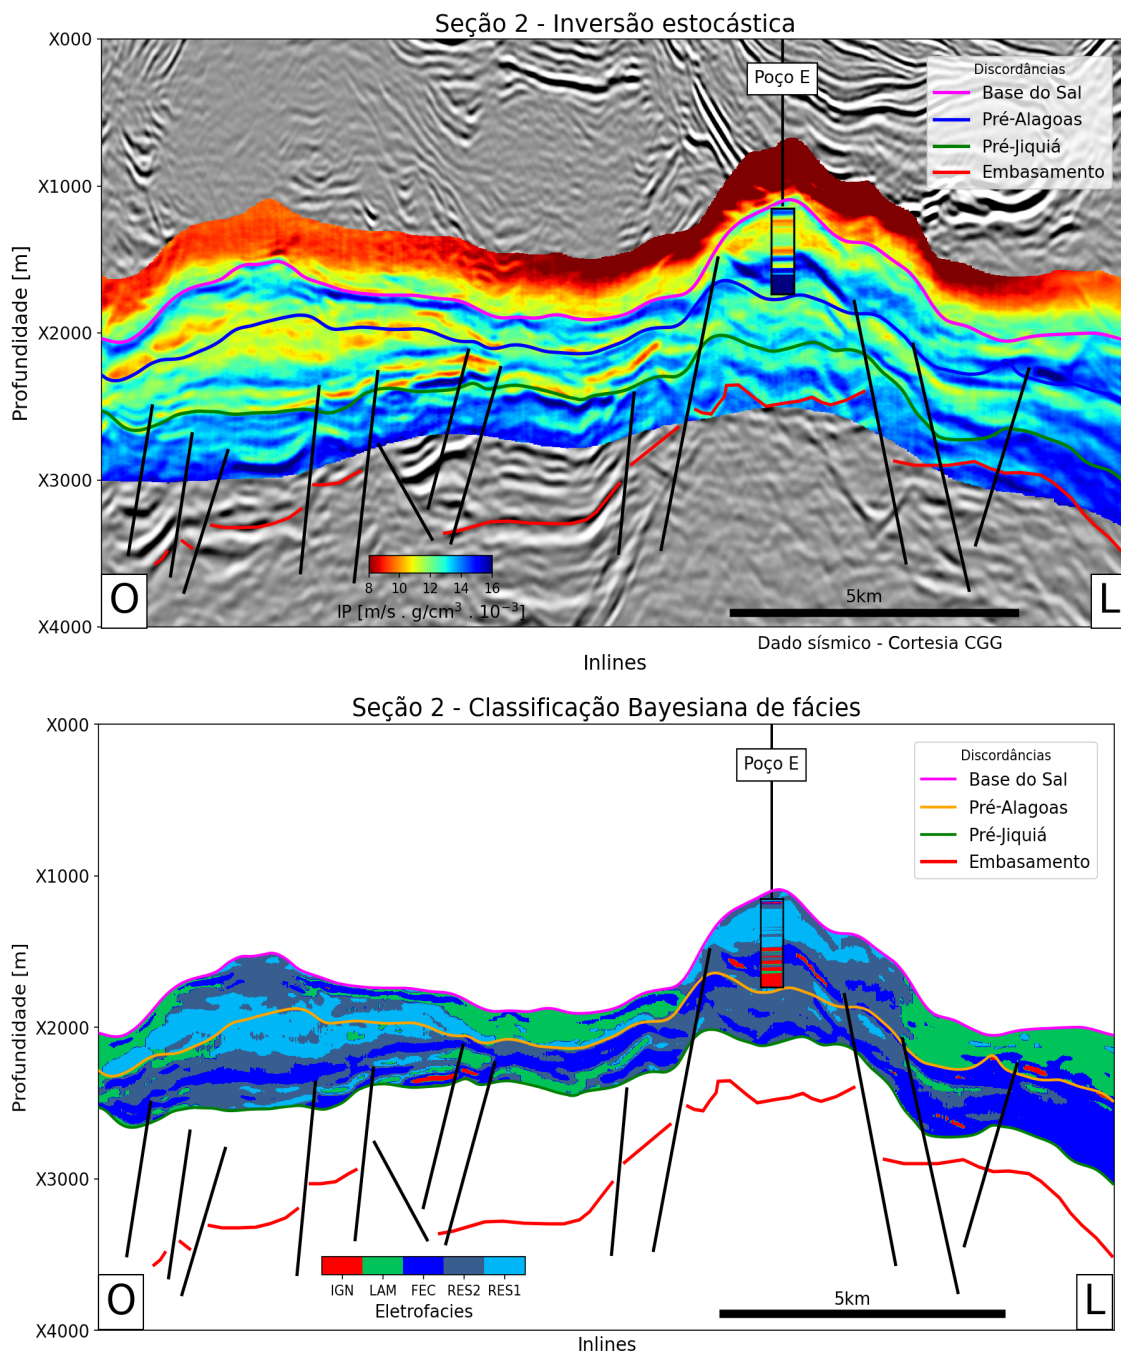 Seção 2 - Inversão estocástica
X000
X1000
X2000
X3000
X4000
Profundidade [m]
Poço E
Discordâncias
Base do Sal
Pré-Alagoas
Pré-Jiquiá
Embasamento
8 10 12 14 16
IP [m/s . g/cm³ . 10⁻³]
O
L
5km
Dado sísmico - Cortesia CGG
Inlines
Seção 2 - Classificação Bayesiana de fácies
X000
X1000
X2000
X3000
X4000
Profundidade [m]
Poço E
Discordâncias
Base do Sal
Pré-Alagoas
Pré-Jiquiá
Embasamento
IGN LAM FEC RES2 RES1
Eletrofacies
O
L
5km
Inlines